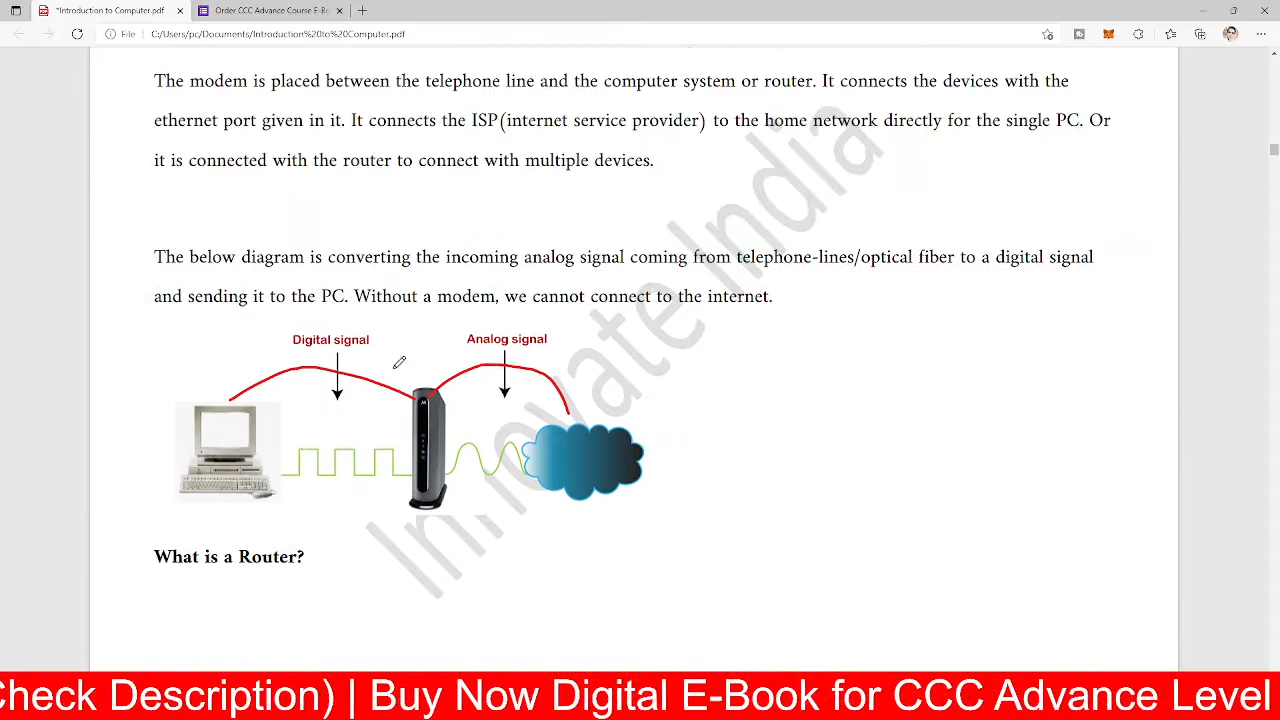 *Introduction to Computer.pdf
Order CCC Advance Course E-Bo
File
C:/Users/pc/Documents/Introduction%20to%20Computer.pdf
The modem is placed between the telephone line and the computer system or router. It connects the devices with the
ethernet port given in it. It connects the ISP(internet service provider) to the home network directly for the single PC. Or
it is connected with the router to connect with multiple devices.
The below diagram is converting the incoming analog signal coming from telephone-lines/optical fiber to a digital signal
and sending it to the PC. Without a modem, we cannot connect to the internet.
Digital signal
Analog signal
Innovate India
What is a Router?
Check Description) | Buy Now Digital E-Book for CCC Advance Level